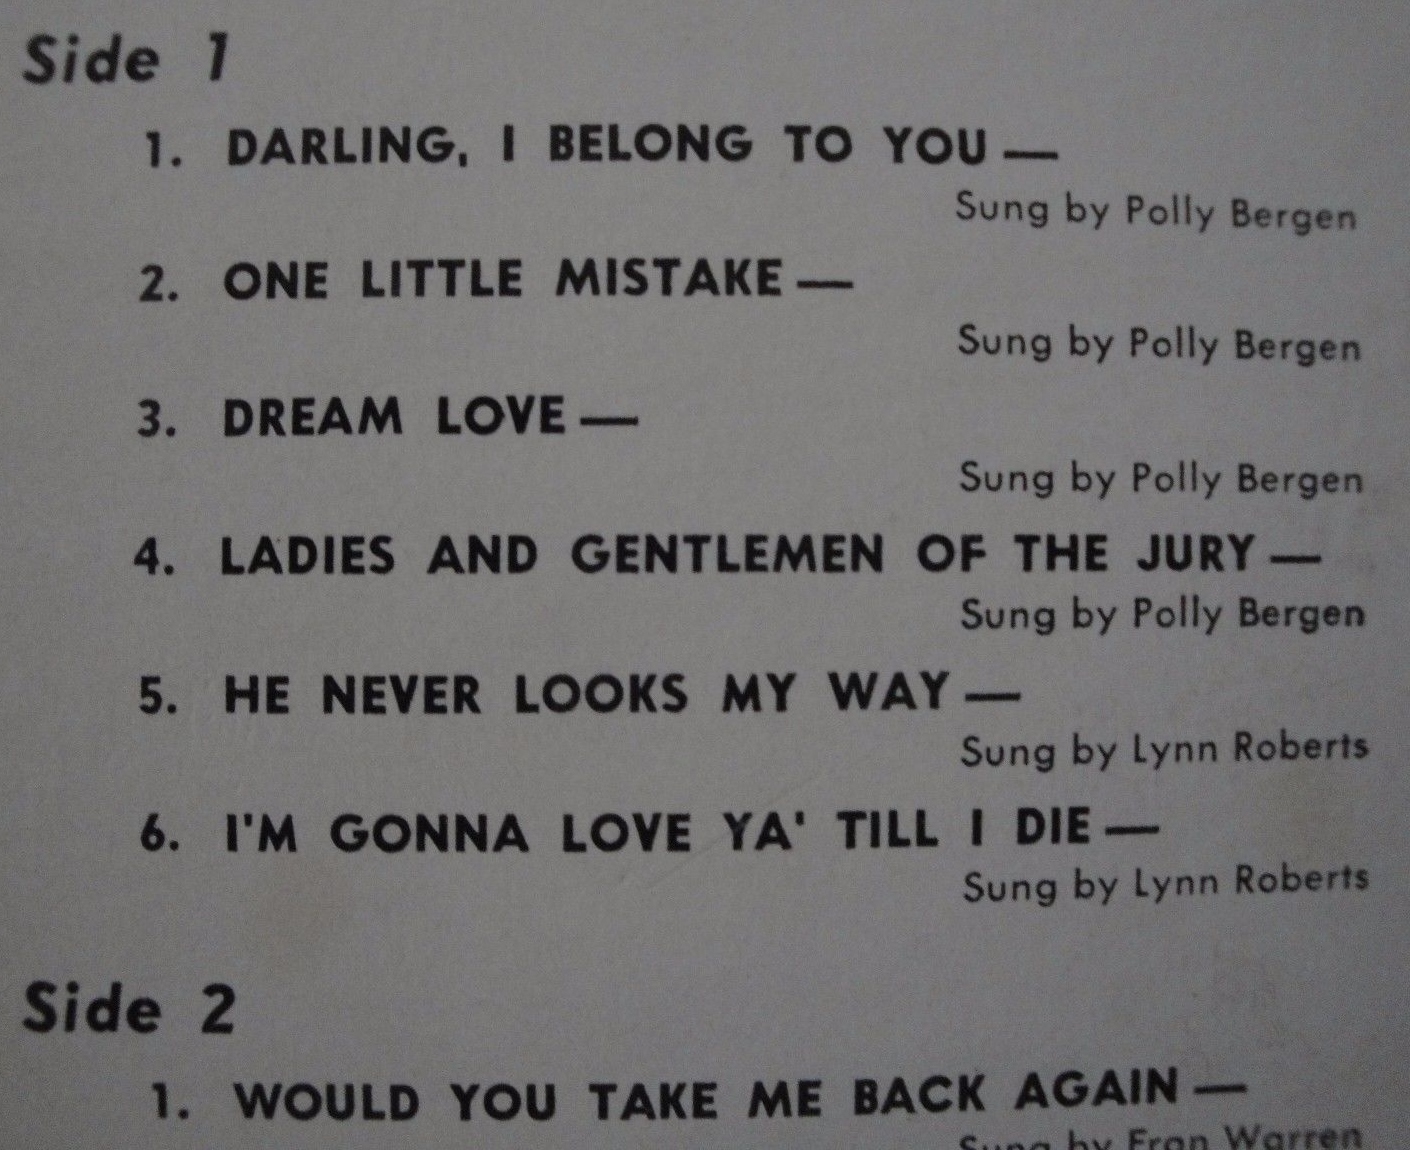 Side 1
1. DARLING, I BELONG TO YOU —
Sung by Polly Bergen
2. ONE LITTLE MISTAKE —
Sung by Polly Bergen
3. DREAM LOVE —
Sung by Polly Bergen
4. LADIES AND GENTLEMEN OF THE JURY —
Sung by Polly Bergen
5. HE NEVER LOOKS MY WAY —
Sung by Lynn Roberts
6. I'M GONNA LOVE YA' TILL I DIE —
Sung by Lynn Roberts
Side 2
1. WOULD YOU TAKE ME BACK AGAIN —
Sung by Fran Warren